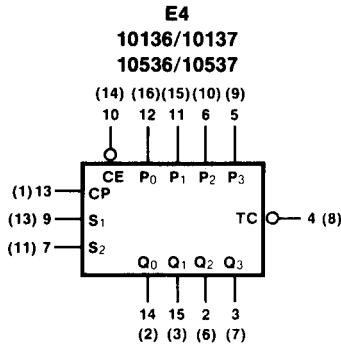 E4
10136/10137
10536/10537
(14) (16) (15) (10) (9)
10 12 11 6 5
CE P0 P1 P2 P3
(1) 13 CP
(13) 9 S1
(11) 7 S2
TC 4 (8)
Q0 Q1 Q2 Q3
14 15 2 3
(2) (3) (6) (7)